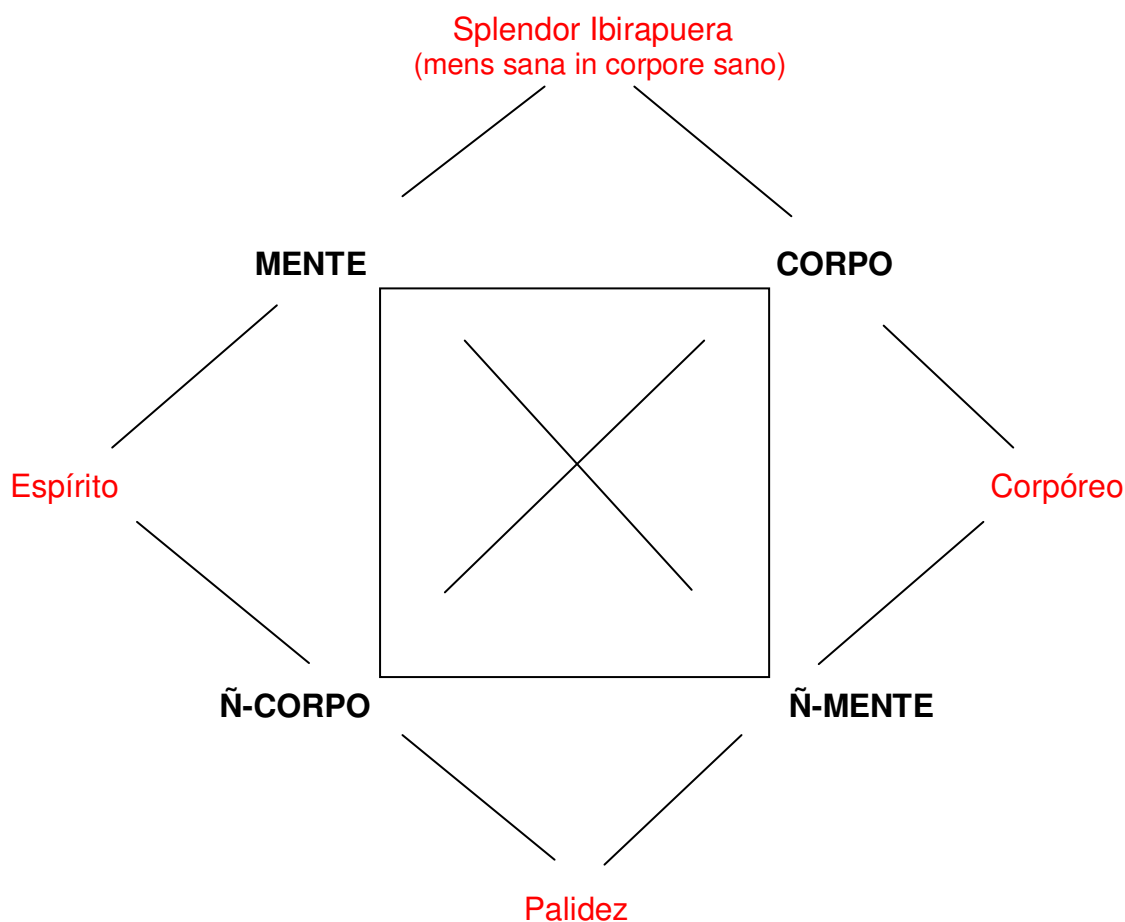 Splendor Ibirapuera
(mens sana in corpore sano)
MENTE
CORPO
Espírito
Corpóreo
Ñ-CORPO
Ñ-MENTE
Palidez